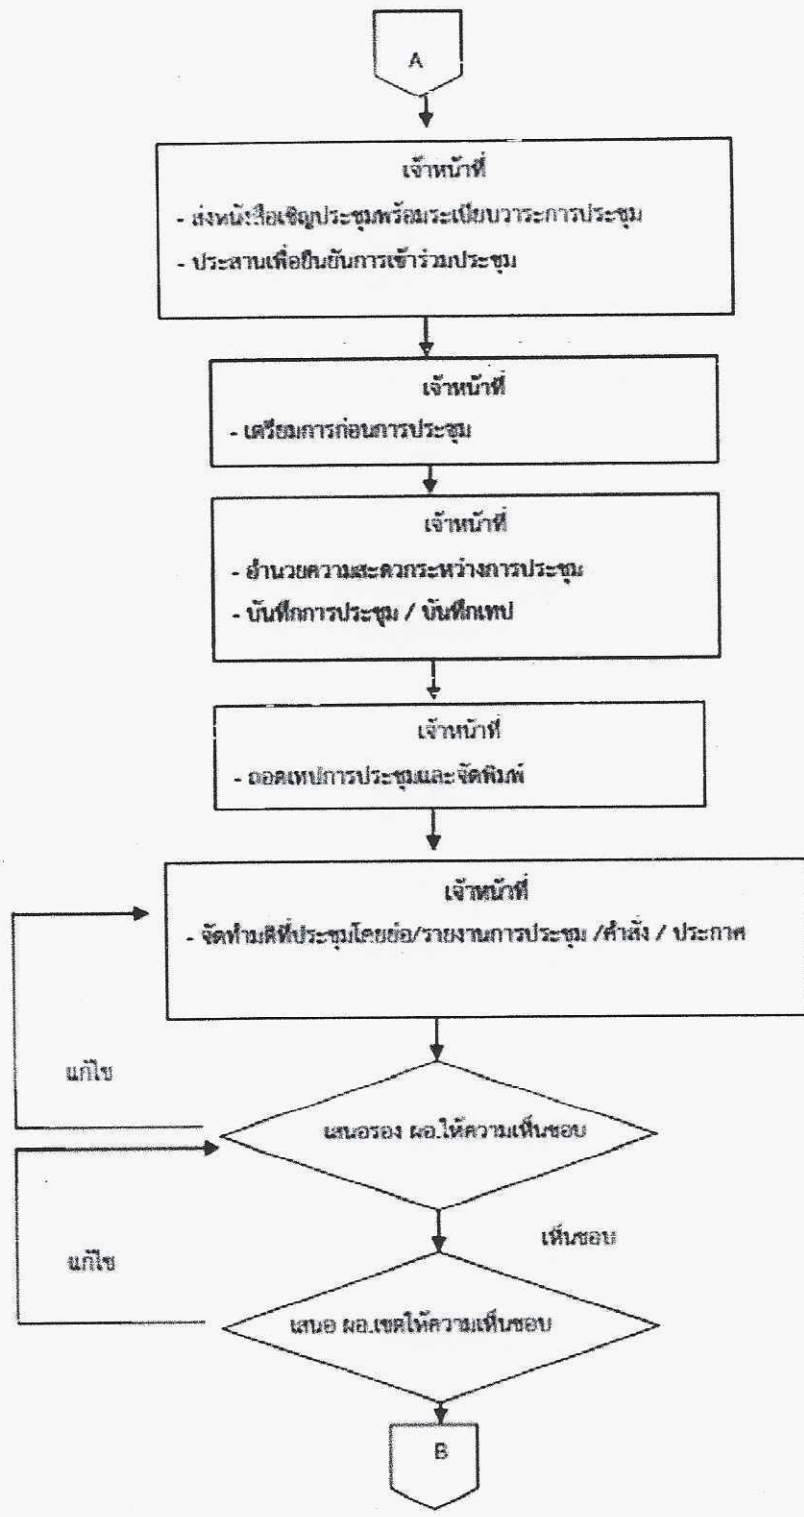 A
เจ้าหน้าที่
- ส่งหนังสือเชิญประชุมพร้อมระเบียบวาระการประชุม
- ประสานเพื่อยืนยันการเข้าร่วมประชุม
เจ้าหน้าที่
- เตรียมการก่อนการประชุม
เจ้าหน้าที่
- อำนวยความสะดวกระหว่างการประชุม
- บันทึกการประชุม / บันทึกเทป
เจ้าหน้าที่
- ถอดเทปการประชุมและจัดพิมพ์
เจ้าหน้าที่
- จัดทำมติที่ประชุมโดยย่อ/รายงานการประชุม /คำสั่ง / ประกาศ
แก้ไข
เสนอรอง ผอ.ให้ความเห็นชอบ
เห็นชอบ
แก้ไข
เสนอ ผอ.เขตให้ความเห็นชอบ
B